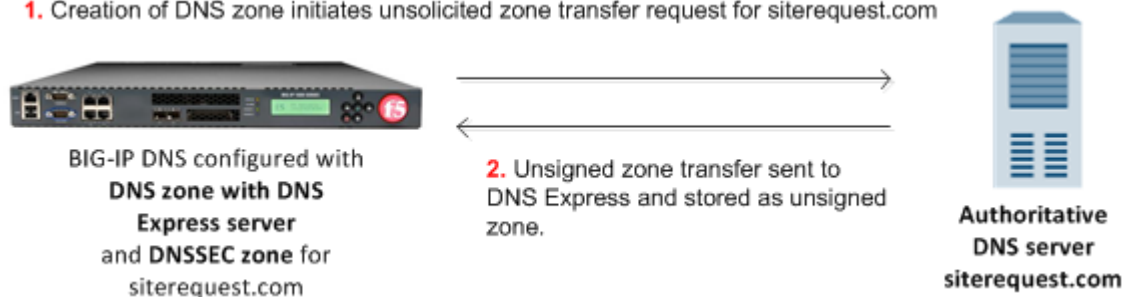 1. Creation of DNS zone initiates unsolicited zone transfer request for siterequest.com
f5
BIG-IP DNS configured with
DNS zone with DNS
Express server
and DNSSEC zone for
siterequest.com
2. Unsigned zone transfer sent to
DNS Express and stored as unsigned
zone.
Authoritative
DNS server
siterequest.com